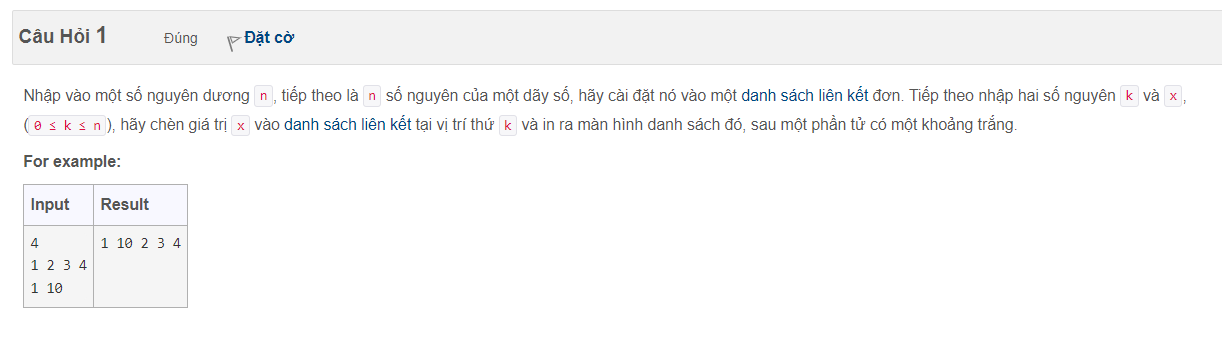 Câu Hỏi 1 Đúng Đặt cờ
Nhập vào một số nguyên dương n, tiếp theo là n số nguyên của một dãy số, hãy cài đặt nó vào một danh sách liên kết đơn. Tiếp theo nhập hai số nguyên k và x,
(0 ≤ k ≤ n), hãy chèn giá trị x vào danh sách liên kết tại vị trí thứ k và in ra màn hình danh sách đó, sau một phần tử có một khoảng trắng.
For example:
Input Result
4 1 10 2 3 4
1 2 3 4
1 10